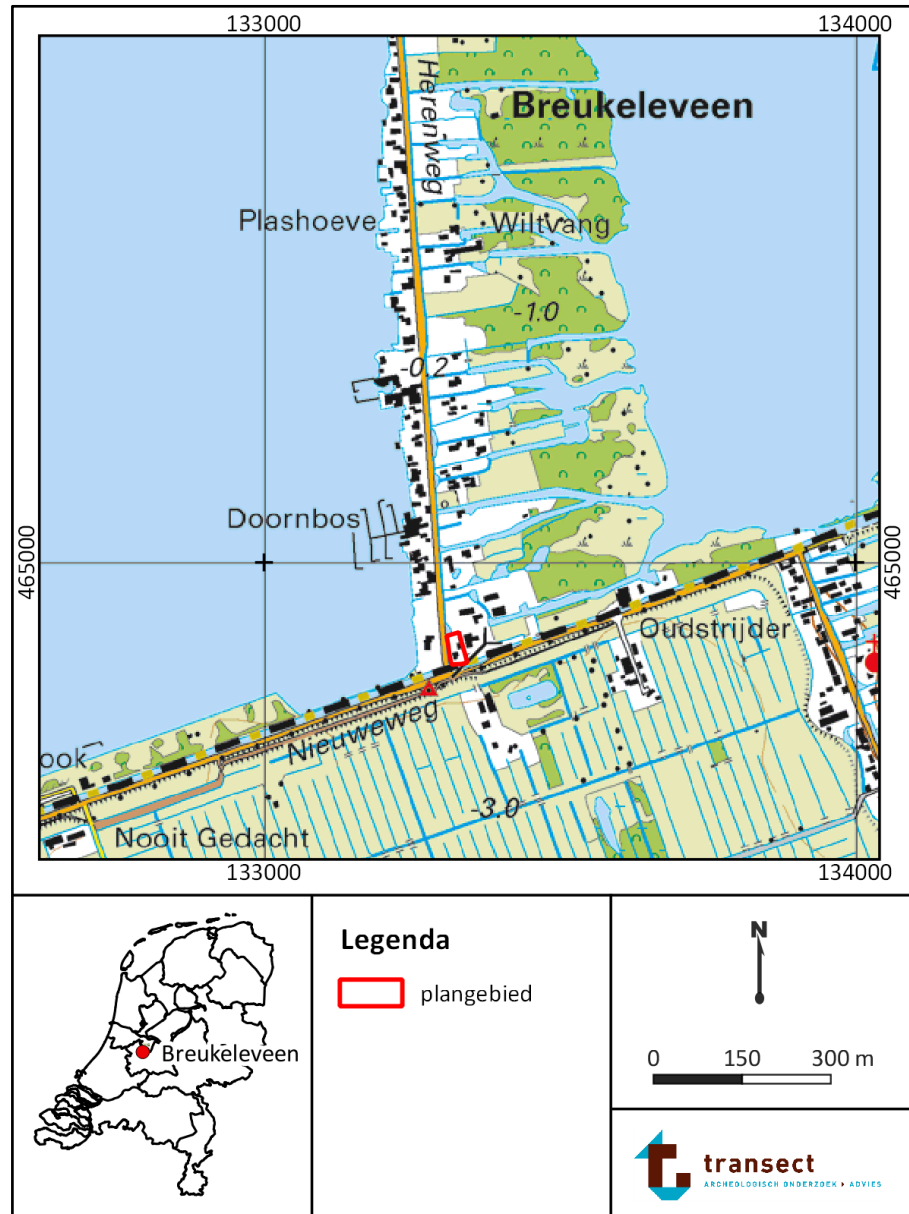 133000
134000
Herenweg
Breukeleveen
Plashoeve
Wiltvang
-1.0
-0.2
Doornbos
465000
465000
Oudstrijder
Nieuweweg
ook
-3.0
Nooit Gedacht
133000
134000
Breukeleveen
Legenda
plangebied
N
0 150 300 m
transect
ARCHEOLOGISCH ONDERZOEK ▸ ADVIES